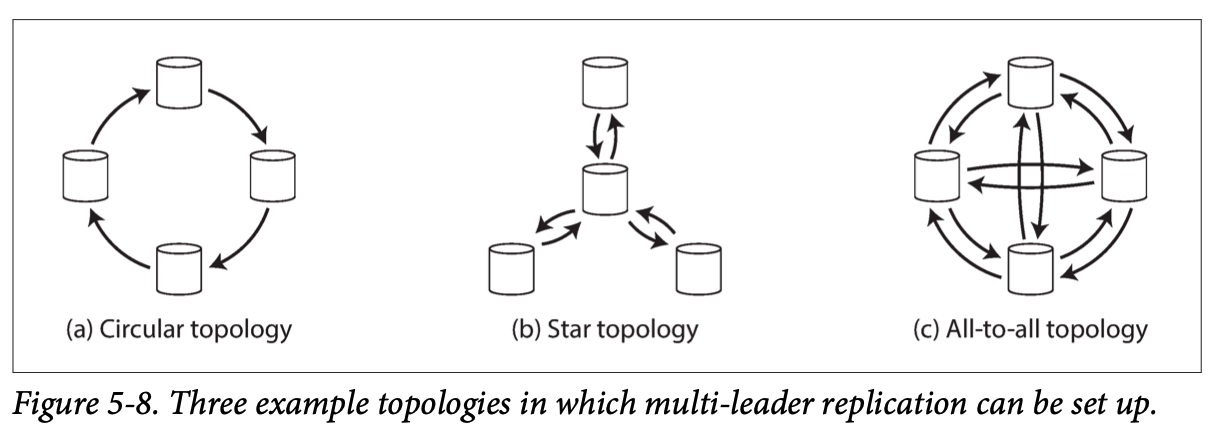 (a) Circular topology
(b) Star topology
(c) All-to-all topology
Figure 5-8. Three example topologies in which multi-leader replication can be set up.